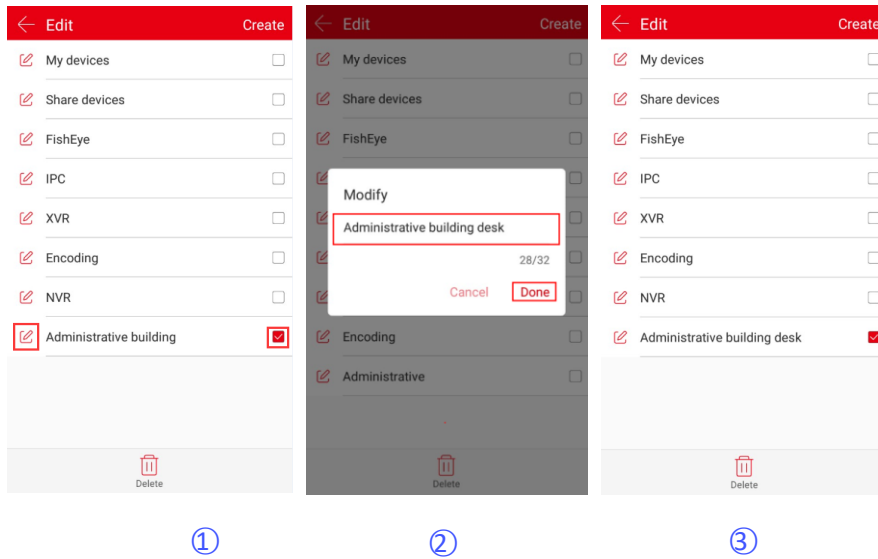 Edit Create
My devices
Share devices
FishEye
IPC
XVR
Encoding
NVR
Administrative building
Delete
①
Edit Create
My devices
Share devices
FishEye
Modify
Administrative building desk
28/32
Cancel Done
Encoding
Administrative
Delete
②
Edit Create
My devices
Share devices
FishEye
IPC
XVR
Encoding
NVR
Administrative building desk
Delete
③